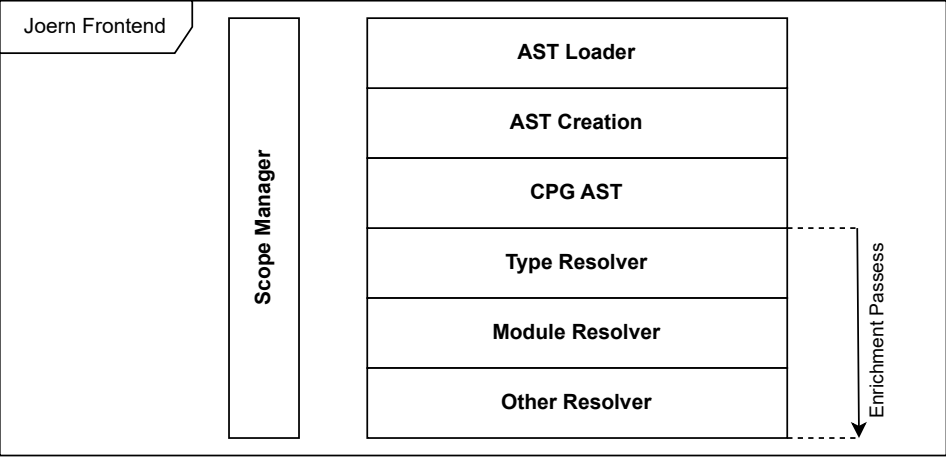 Joern Frontend
Scope Manager
AST Loader
AST Creation
CPG AST
Type Resolver
Module Resolver
Other Resolver
Enrichment Passess